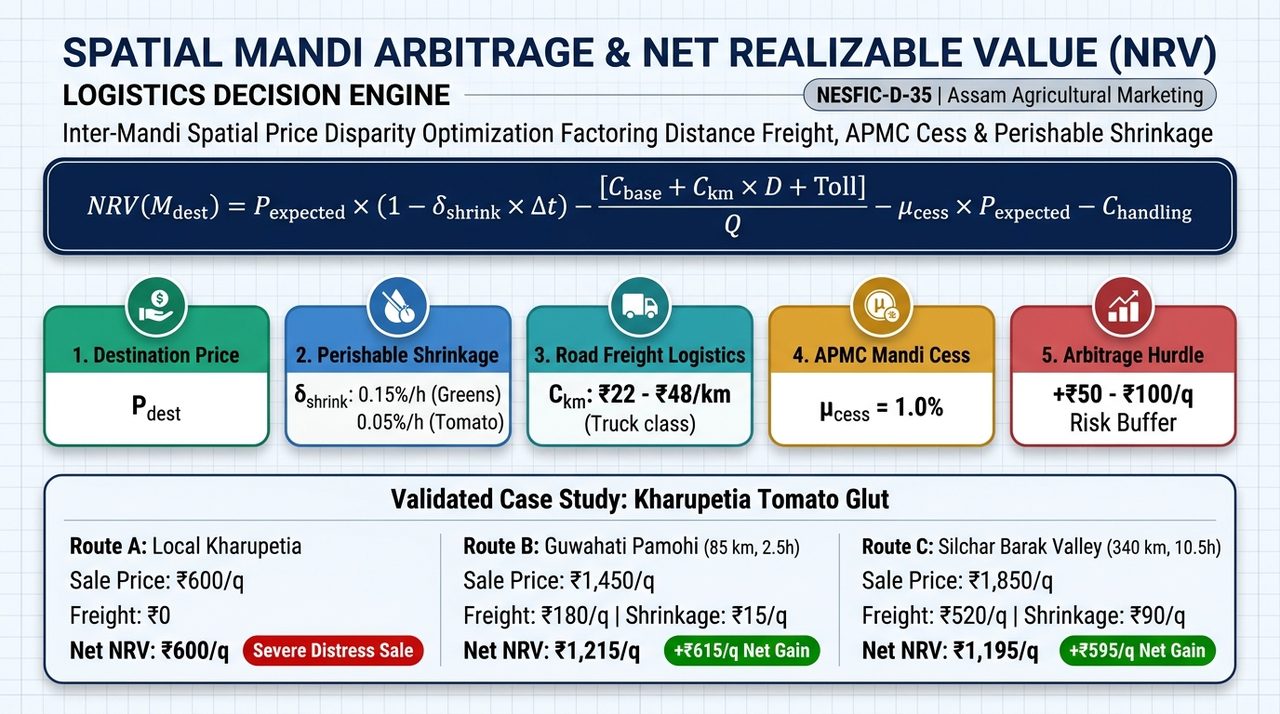 SPATIAL MANDI ARBITRAGE & NET REALIZABLE VALUE (NRV)
LOGISTICS DECISION ENGINE
NESFIC-D-35 | Assam Agricultural Marketing
Inter-Mandi Spatial Price Disparity Optimization Factoring Distance Freight, APMC Cess & Perishable Shrinkage
NRV(M_dest) = P_expected × (1 − δ_shrink × Δt) − [C_base + C_km × D + Toll] / Q − μ_cess × P_expected − C_handling
$
1. Destination Price
P_dest
2. Perishable Shrinkage
δ_shrink: 0.15%/h (Greens)
0.05%/h (Tomato)
3. Road Freight Logistics
C_km: ₹22 - ₹48/km
(Truck class)
μ
4. APMC Mandi Cess
μ_cess = 1.0%
5. Arbitrage Hurdle
+₹50 - ₹100/q
Risk Buffer
Validated Case Study: Kharupetia Tomato Glut
Route A: Local Kharupetia
Sale Price: ₹600/q
Freight: ₹0
Net NRV: ₹600/q
Severe Distress Sale
Route B: Guwahati Pamohi (85 km, 2.5h)
Sale Price: ₹1,450/q
Freight: ₹180/q | Shrinkage: ₹15/q
Net NRV: ₹1,215/q
+₹615/q Net Gain
Route C: Silchar Barak Valley (340 km, 10.5h)
Sale Price: ₹1,850/q
Freight: ₹520/q | Shrinkage: ₹90/q
Net NRV: ₹1,195/q
+₹595/q Net Gain